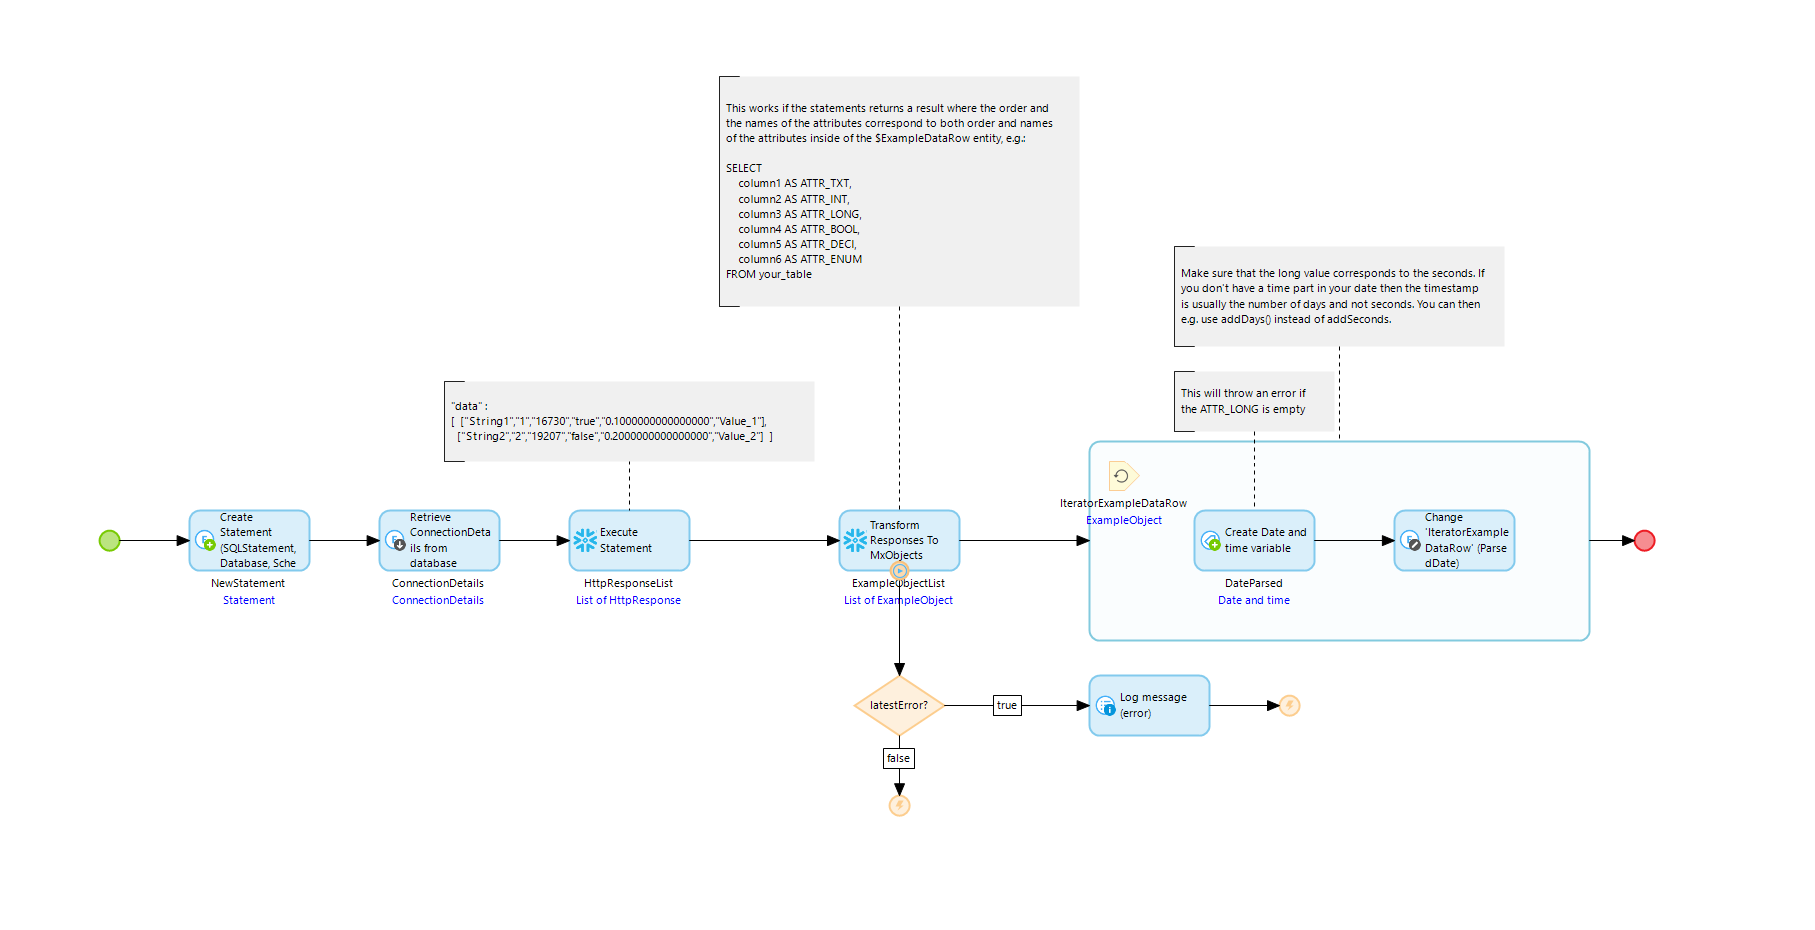 This works if the statements returns a result where the order and
the names of the attributes correspond to both order and names
of the attributes inside of the $ExampleDataRow entity, e.g.:
SELECT
column1 AS ATTR_TXT,
column2 AS ATTR_INT,
column3 AS ATTR_LONG,
column4 AS ATTR_BOOL,
column5 AS ATTR_DECI,
column6 AS ATTR_ENUM
FROM your_table
Make sure that the long value corresponds to the seconds. If
you don't have a time part in your date then the timestamp
is usually the number of days and not seconds. You can then
e.g. use addDays() instead of addSeconds.
This will throw an error if
the ATTR_LONG is empty
"data" :
[ ["String1","1","16730","true","0.1000000000000000","Value_1"],
["String2","2","19207","false","0.2000000000000000","Value_2"] ]
Create
Statement
(SQLStatement,
Database, Sche
NewStatement
Statement
Retrieve
ConnectionDeta
ils from
database
ConnectionDetails
ConnectionDetails
Execute
Statement
HttpResponseList
List of HttpResponse
Transform
Responses To
MxObjects
ExampleObjectList
List of ExampleObject
IteratorExampleDataRow
ExampleObject
Create Date and
time variable
DateParsed
Date and time
Change
'IteratorExample
DataRow' (Parse
dDate)
latestError?
true
Log message
(error)
false